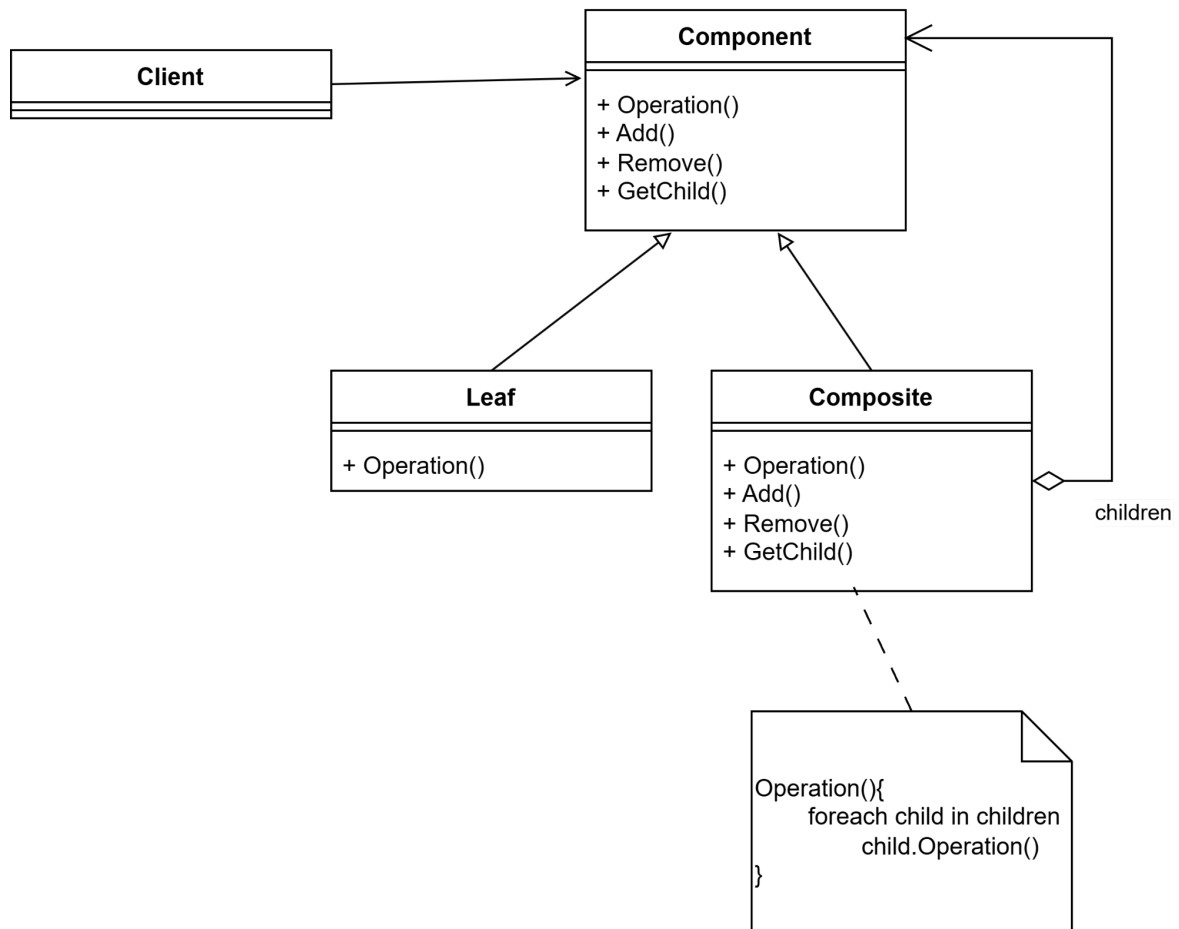 Client
Component
+ Operation()
+ Add()
+ Remove()
+ GetChild()
Leaf
+ Operation()
Composite
+ Operation()
+ Add()
+ Remove()
+ GetChild()
children
Operation(){
foreach child in children
child.Operation()
}